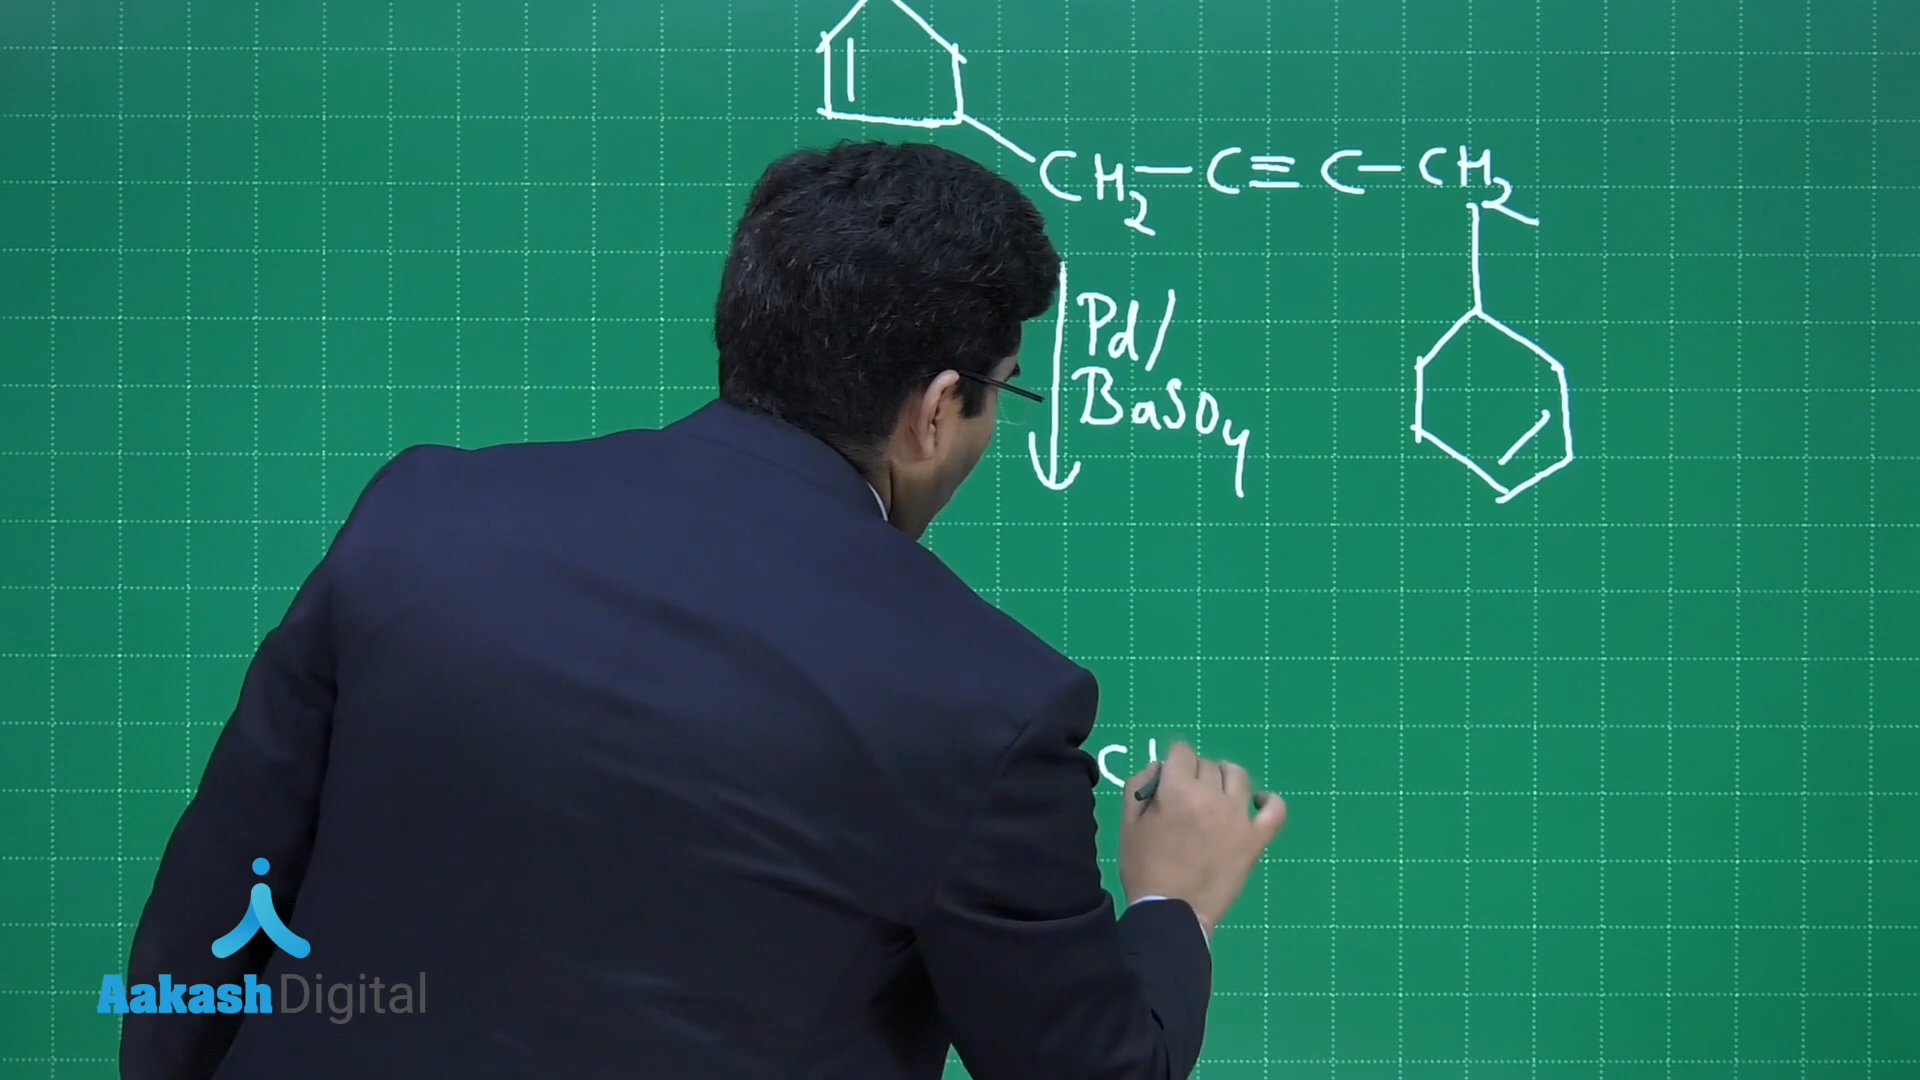 CH2—C≡C—CH2
Pd/
BaSO4
C
Aakash Digital